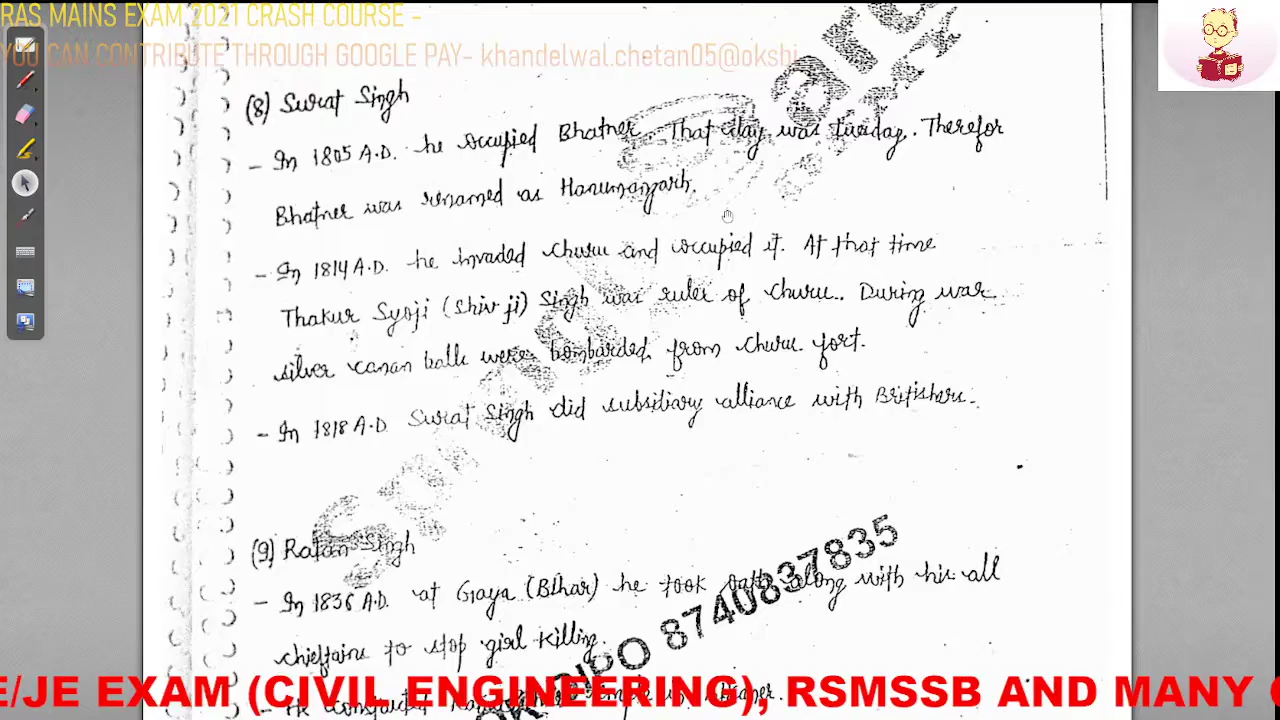 RAS MAINS EXAM 2021 CRASH COURSE -
YOU CAN CONTRIBUTE THROUGH GOOGLE PAY- khandelwal.chetan05@oksbi
(8) Surat Singh
- In 1805 A.D. he occupied Bhatner. That day was tuesday. Therefor
Bhatner was renamed as Hanumangarh.
- In 1814 A.D. he invaded churu and occupied it. At that time
Thakur Syoji (Shiv ji) Singh was ruler of churu. During war
silver canan balls were bombarded from churu fort.
- In 1818 A.D. Surat Singh did subsidiary alliance with Britishers.
(9) Ratan Singh
- In 1836 A.D. at Gaya (Bihar) he took oath along with his all
chieftains to stop girl killing.
8740837835
E/JE EXAM (CIVIL ENGINEERING), RSMSSB AND MANY
- He temple